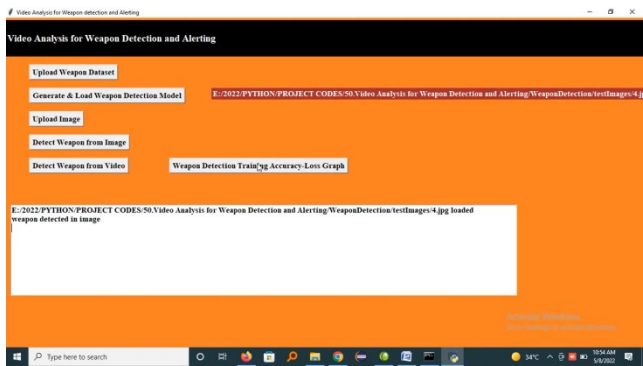 Video Analysis for Weapon detection and Alerting
Video Analysis for Weapon Detection and Alerting
Upload Weapon Dataset
Generate & Load Weapon Detection Model
E:/2022/PYTHON/PROJECT CODES/50.Video Analysis for Weapon Detection and Alerting/WeaponDetection/testImages/4.j
Upload Image
Detect Weapon from Image
Detect Weapon from Video
Weapon Detection Training Accuracy-Loss Graph
E:/2022/PYTHON/PROJECT CODES/50.Video Analysis for Weapon Detection and Alerting/WeaponDetection/testImages/4.jpg loaded
weapon detected in image
Activate Windows
Type here to search
34°C
10:54 AM
5/8/2022